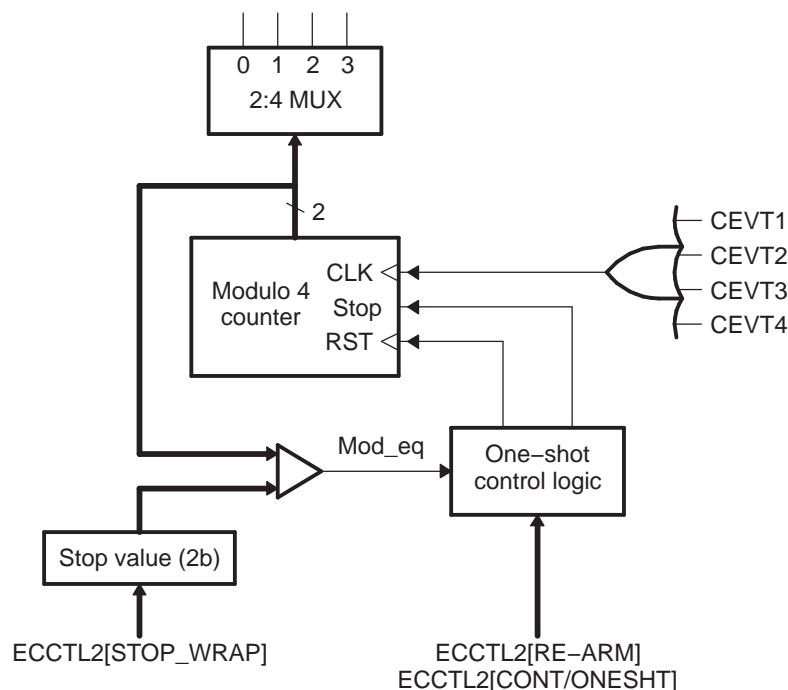 0 1 2 3
2:4 MUX
2
CEVT1
CEVT2
CEVT3
CEVT4
Modulo 4
counter
CLK
Stop
RST
Mod_eq
One−shot
control logic
Stop value (2b)
ECCTL2[STOP_WRAP]
ECCTL2[RE−ARM]
ECCTL2[CONT/ONESHT]